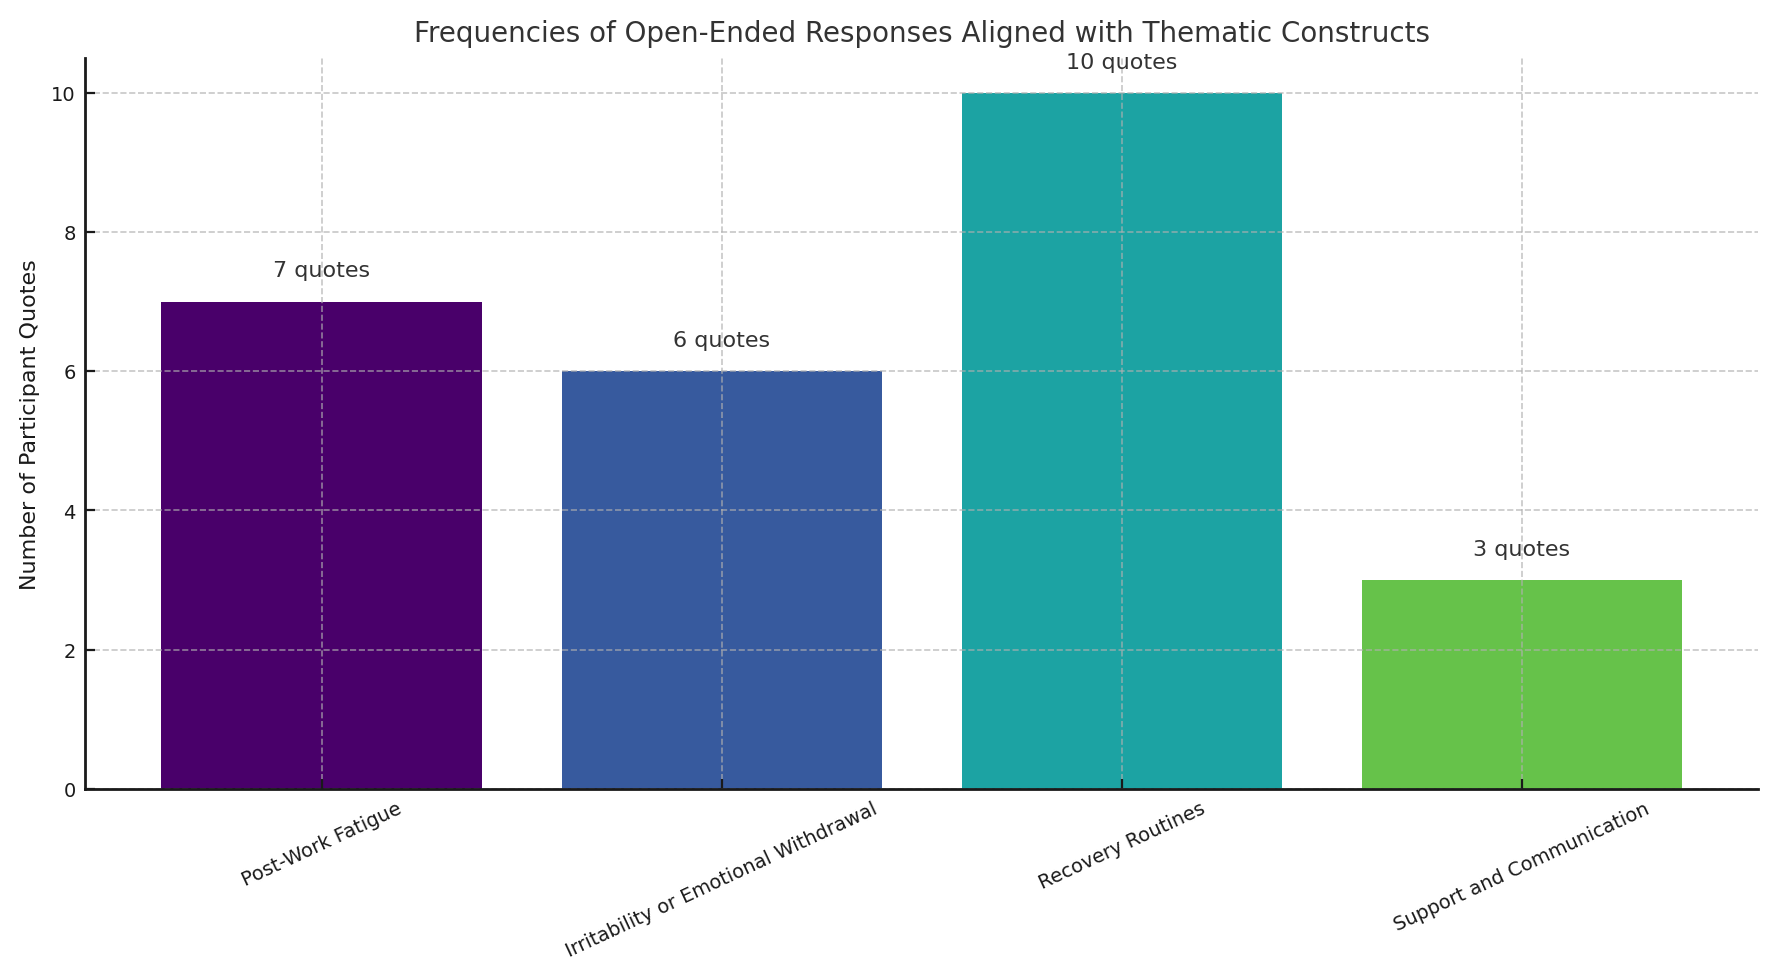 Frequencies of Open-Ended Responses Aligned with Thematic Constructs
Number of Participant Quotes
10
8
6
4
2
0
7 quotes
6 quotes
10 quotes
3 quotes
Post-Work Fatigue
Irritability or Emotional Withdrawal
Recovery Routines
Support and Communication